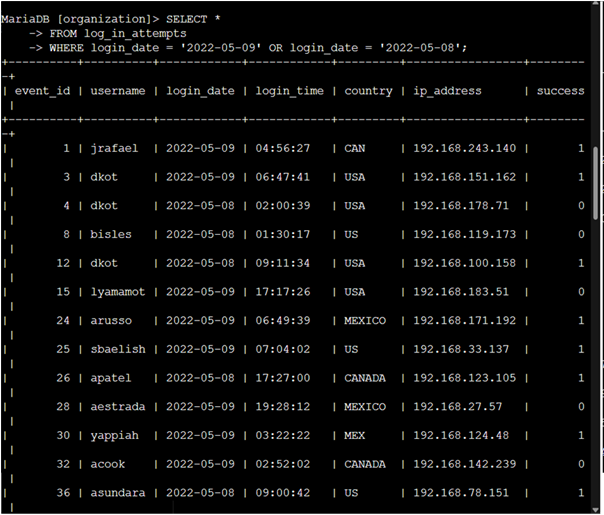 MariaDB [organization]> SELECT *
    -> FROM log_in_attempts
    -> WHERE login_date = '2022-05-09' OR login_date = '2022-05-08';
+----------+----------+------------+------------+---------+-----------------+--------
-+
| event_id | username | login_date | login_time | country | ip_address      | success
 |
+----------+----------+------------+------------+---------+-----------------+--------
-+
|        1 | jrafael  | 2022-05-09 | 04:56:27   | CAN     | 192.168.243.140 |       1
 |
|        3 | dkot     | 2022-05-09 | 06:47:41   | USA     | 192.168.151.162 |       1
 |
|        4 | dkot     | 2022-05-08 | 02:00:39   | USA     | 192.168.178.71  |       0
 |
|        8 | bisles   | 2022-05-08 | 01:30:17   | US      | 192.168.119.173 |       0
 |
|       12 | dkot     | 2022-05-08 | 09:11:34   | USA     | 192.168.100.158 |       1
 |
|       15 | lyamamot | 2022-05-09 | 17:17:26   | USA     | 192.168.183.51  |       0
 |
|       24 | arusso   | 2022-05-09 | 06:49:39   | MEXICO  | 192.168.171.192 |       1
 |
|       25 | sbaelish | 2022-05-09 | 07:04:02   | US      | 192.168.33.137  |       1
 |
|       26 | apatel   | 2022-05-08 | 17:27:00   | CANADA  | 192.168.123.105 |       1
 |
|       28 | aestrada | 2022-05-09 | 19:28:12   | MEXICO  | 192.168.27.57   |       0
 |
|       30 | yappiah  | 2022-05-09 | 03:22:22   | MEX     | 192.168.124.48  |       1
 |
|       32 | acook    | 2022-05-09 | 02:52:02   | CANADA  | 192.168.142.239 |       0
 |
|       36 | asundara | 2022-05-08 | 09:00:42   | US      | 192.168.78.151  |       1
 |